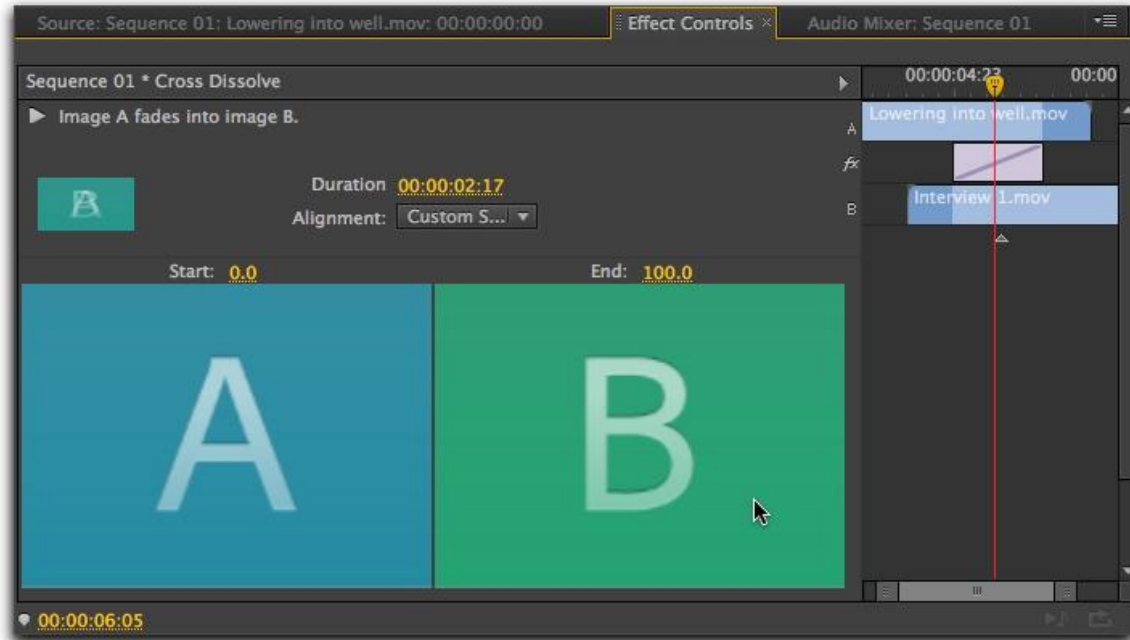 Source: Sequence 01: Lowering into well.mov: 00:00:00:00
Effect Controls ×
Audio Mixer: Sequence 01
Sequence 01 * Cross Dissolve
00:00:04:23
00:00
Image A fades into image B.
A
Lowering into well.mov
fx
B
Interview 1.mov
Duration 00:00:02:17
Alignment: Custom S...
Start: 0.0
End: 100.0
A
B
00:00:06:05